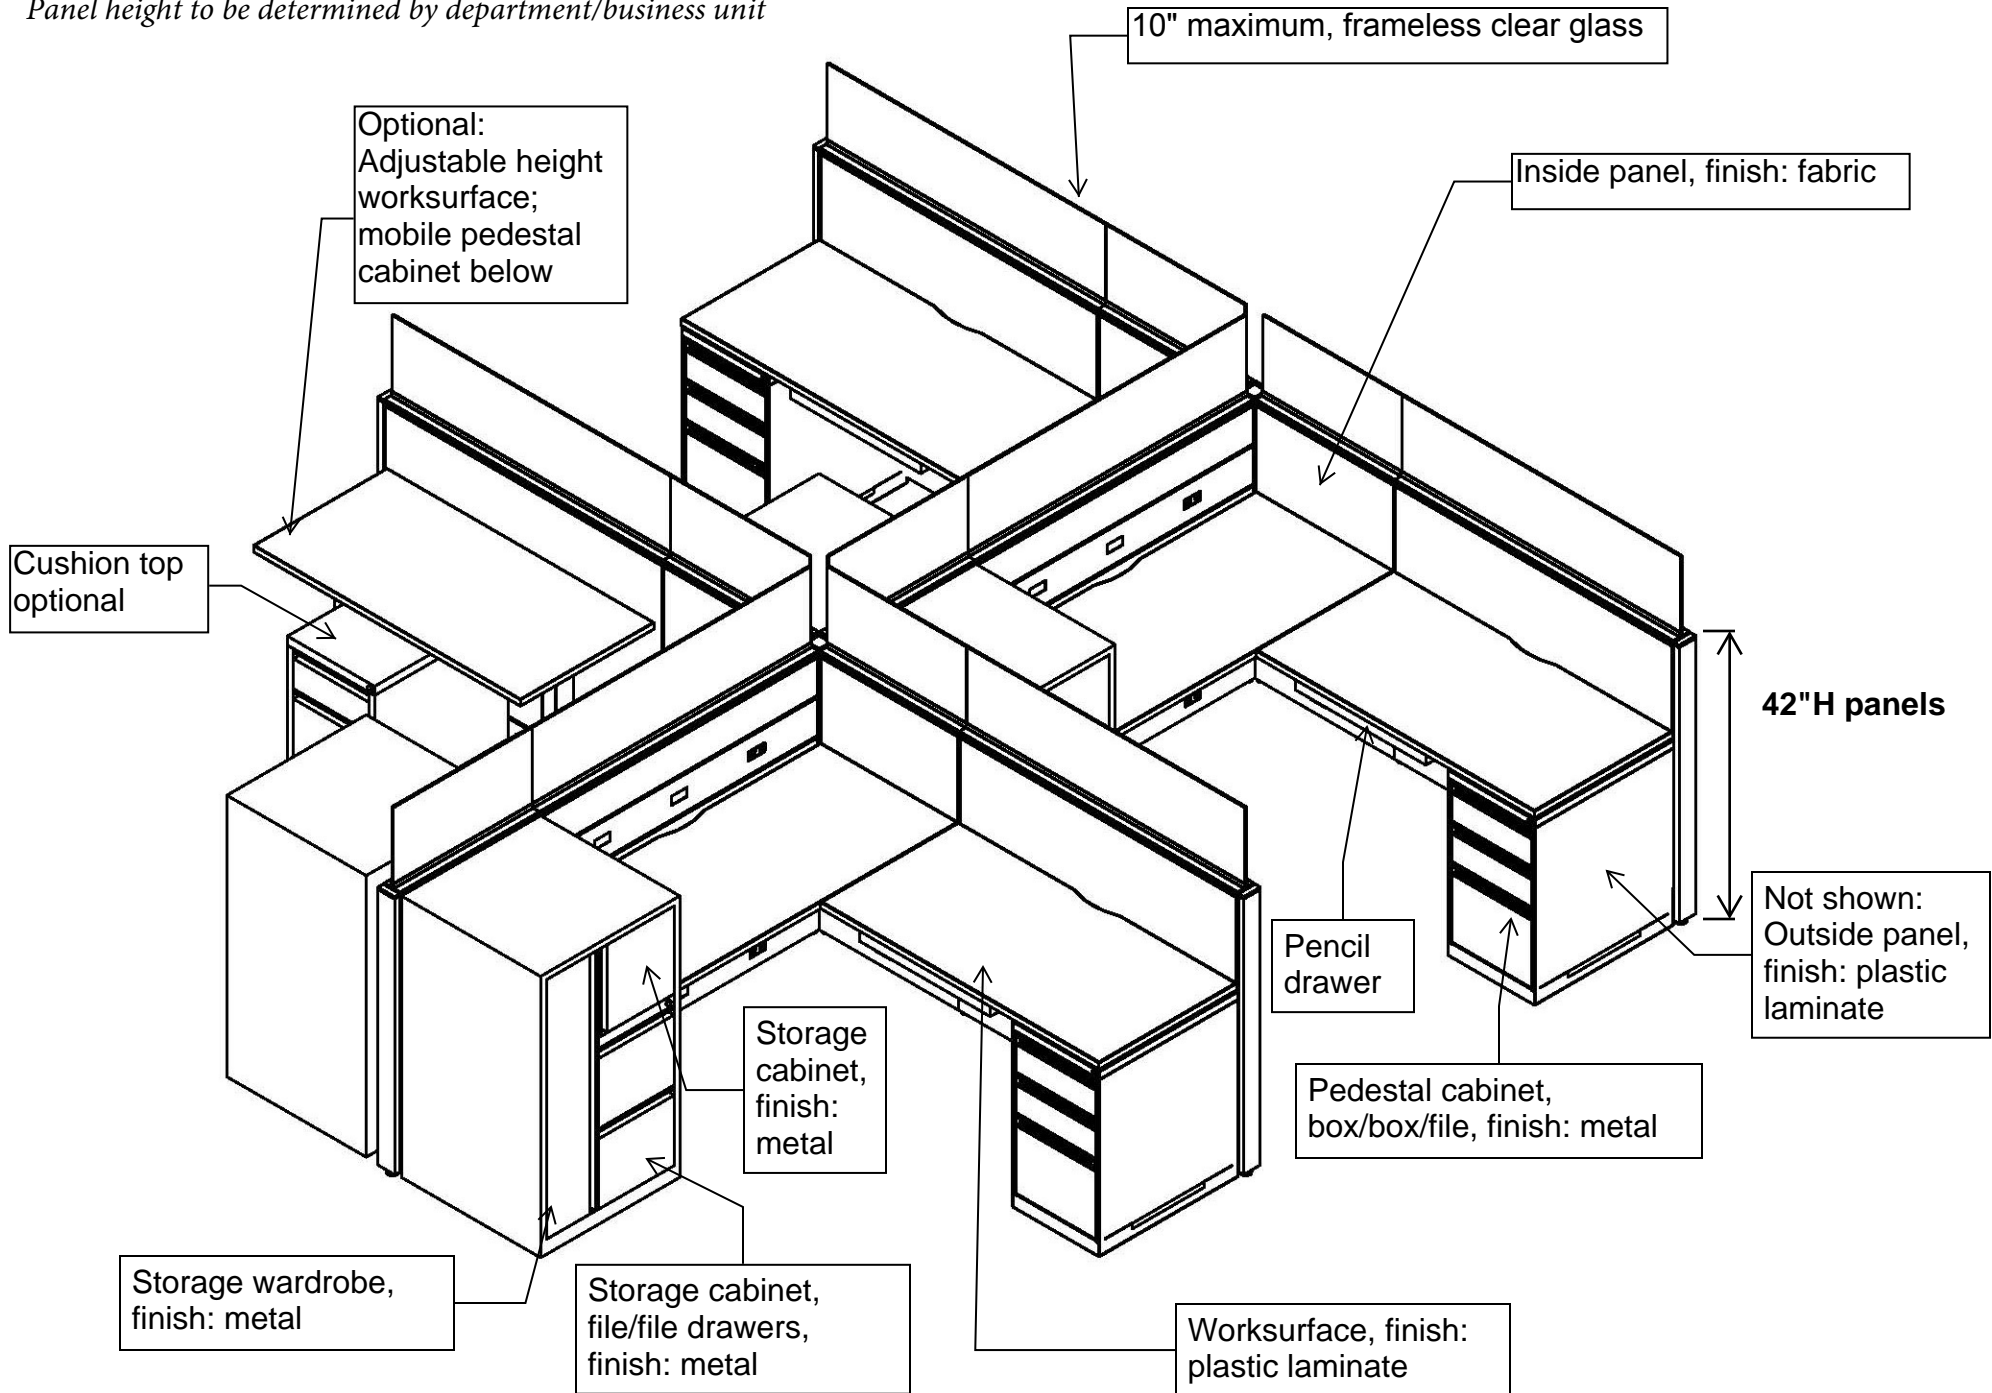 Panel height to be determined by department/business unit
10" maximum, frameless clear glass
Optional:
Adjustable height
worksurface;
mobile pedestal
cabinet below
Inside panel, finish: fabric
Cushion top
optional
42"H panels
Not shown:
Outside panel,
finish: plastic
laminate
Pencil
drawer
Storage
cabinet,
finish:
metal
Pedestal cabinet,
box/box/file, finish: metal
Storage wardrobe,
finish: metal
Storage cabinet,
file/file drawers,
finish: metal
Worksurface, finish:
plastic laminate